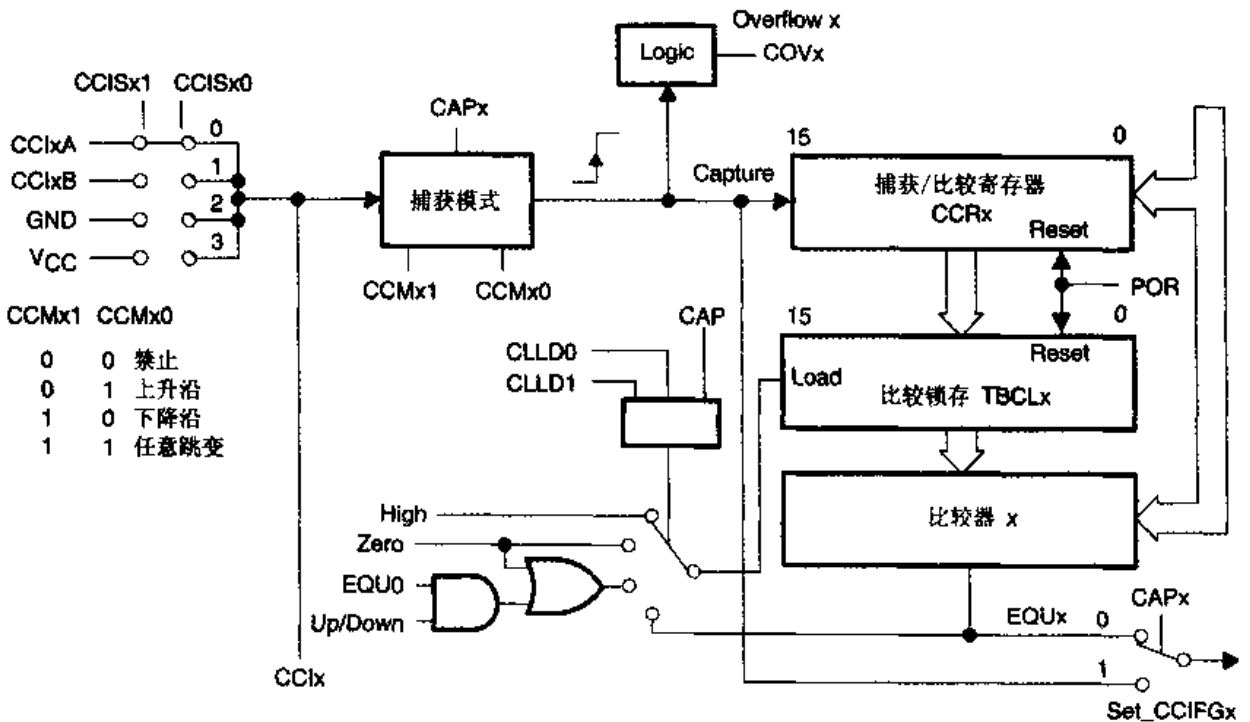 Overflow x
Logic
COVx
CCISx1 CCISx0
CAPx
0
CCIxA
1
CCIxB
2
GND
3
VCC
捕获模式
Capture
15 0
捕获/比较寄存器
CCRx
Reset
CCMx1 CCMx0
POR
CCMx1 CCMx0
0 0 禁止
0 1 上升沿
1 0 下降沿
1 1 任意跳变
CAP
CLLD0
CLLD1
15 0
Reset
Load
比较锁存 TBCLx
比较器 x
High
Zero
EQU0
Up/Down
CCIx
EQUx
0
CAPx
1
Set_CCIFGx